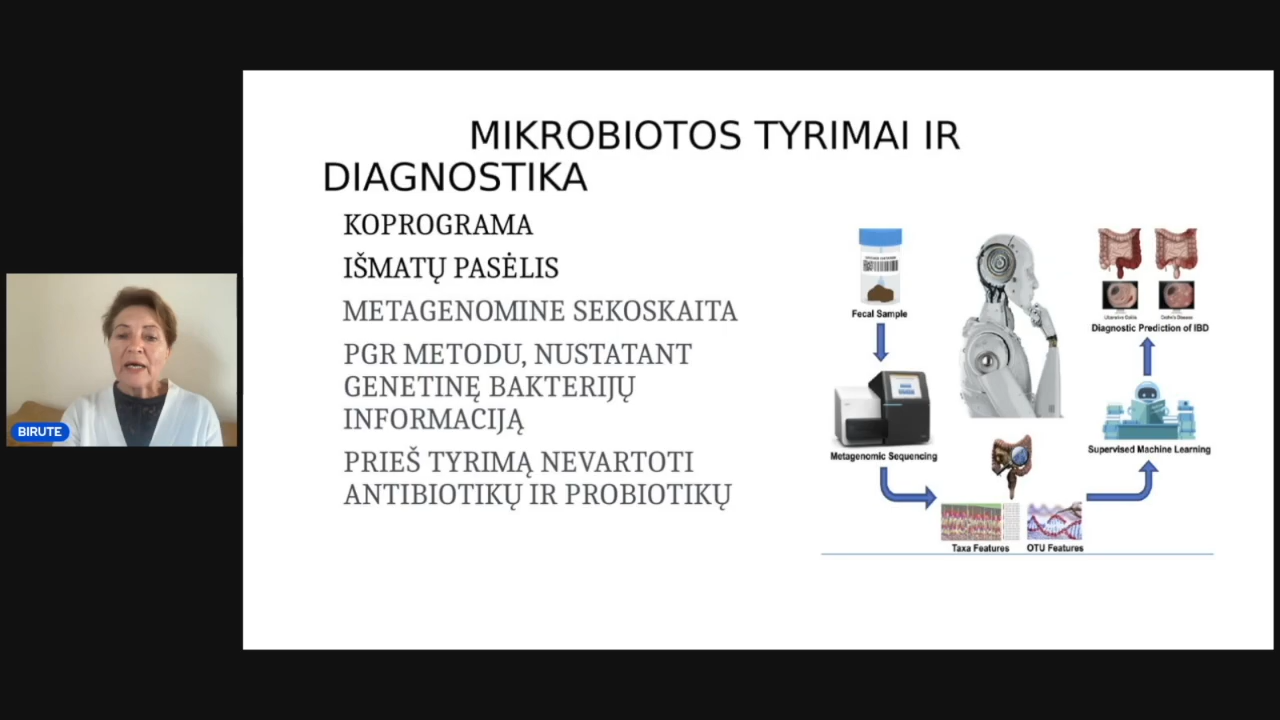 MIKROBIOTOS TYRIMAI IR
DIAGNOSTIKA
KOPROGRAMA
IŠMATŲ PASĖLIS
METAGENOMINE SEKOSKAITA
PGR METODU, NUSTATANT
GENETINĘ BAKTERIJŲ
INFORMACIJĄ
PRIEŠ TYRIMĄ NEVARTOTI
ANTIBIOTIKŲ IR PROBIOTIKŲ
BIRUTE
Fecal Sample
Metagenomic Sequencing
Taxa Features
OTU Features
Supervised Machine Learning
Diagnostic Prediction of IBD